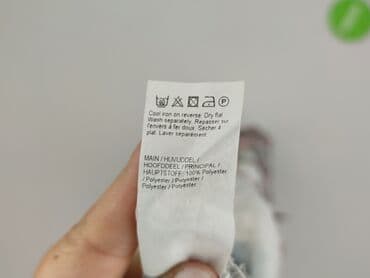 Cool iron on reverse. Dry flat.
Wash separately. Repasser sur
l'envers à fer doux. Sécher à
plat. Laver séparément.
MAIN / HUVUDDEL /
HOOFDDEEL / PRINCIPAL /
HAUPTSTOFF: 100% Polyester
/ Polyester / Polyester /
Polyester / Polyester